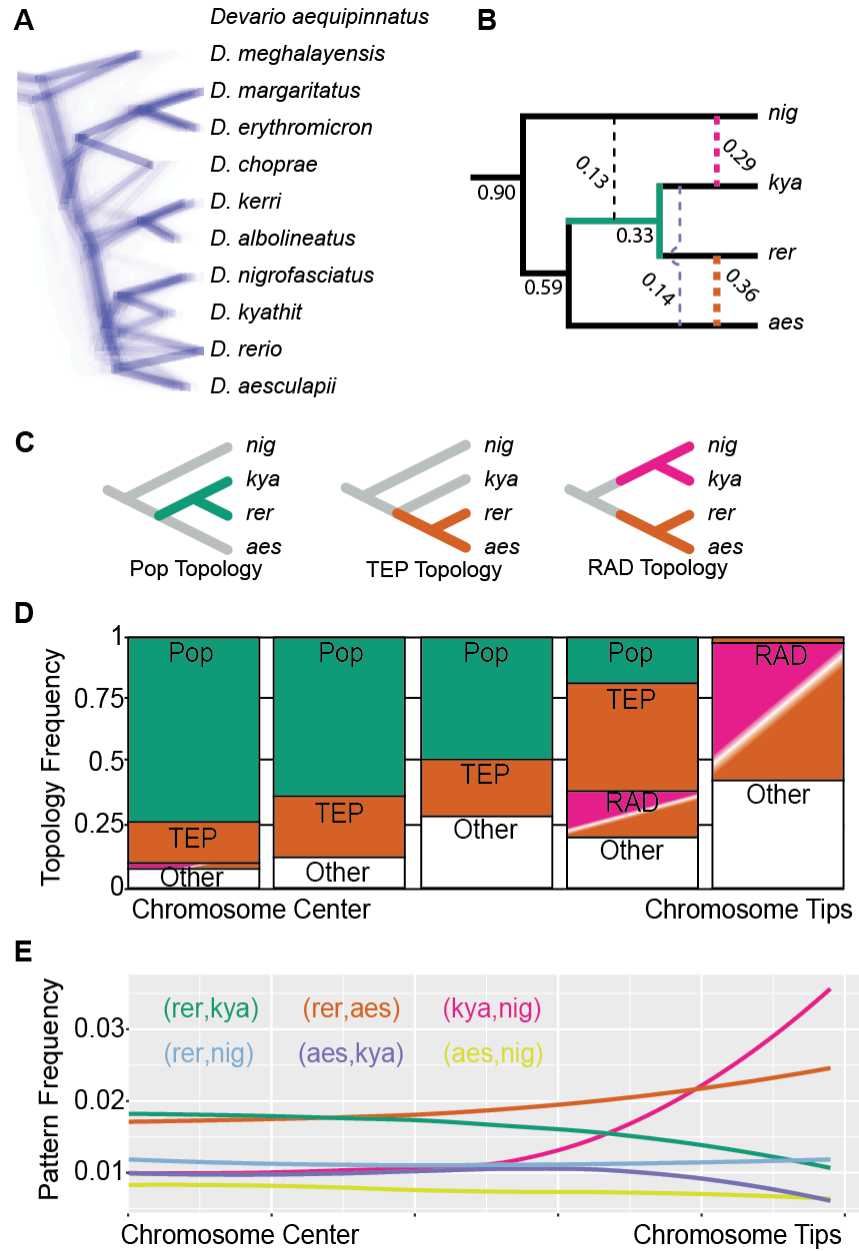 A
Devario aequipinnatus
D. meghalayensis
D. margaritatus
D. erythromicron
D. choprae
D. kerri
D. albolineatus
D. nigrofasciatus
D. kyathit
D. rerio
D. aesculapii
B
nig
0.29
0.13
kya
0.90
0.33
rer
0.59
0.14
0.36
aes
C
nig
kya
rer
aes
Pop Topology
nig
kya
rer
aes
TEP Topology
nig
kya
rer
aes
RAD Topology
D
Topology Frequency
1
0.75
0.5
0.25
0
Pop
TEP
Other
Pop
TEP
Other
Pop
TEP
Other
Pop
TEP
RAD
Other
RAD
Other
Chromosome Center
Chromosome Tips
E
Pattern Frequency
0.03
0.02
0.01
(rer,kya) (rer,aes) (kya,nig)
(rer,nig) (aes,kya) (aes,nig)
Chromosome Center
Chromosome Tips